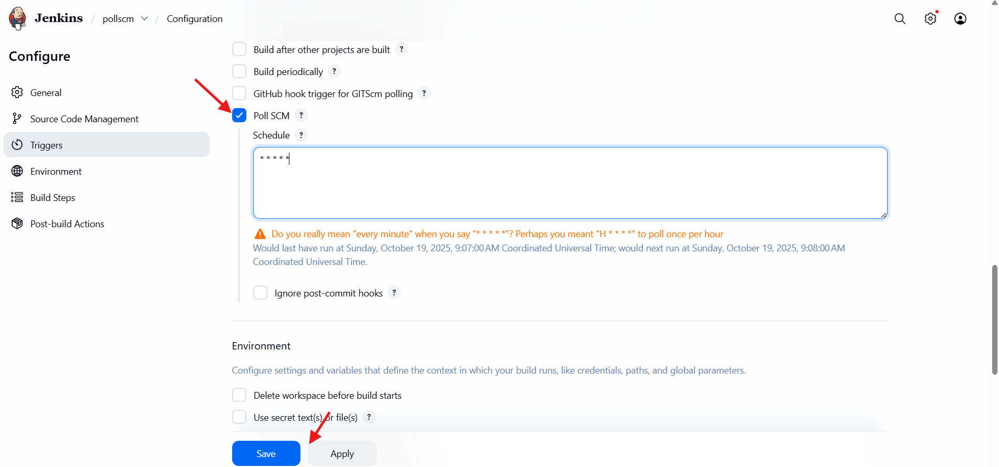 Jenkins / pollscm / Configuration
Configure
General
Source Code Management
Triggers
Environment
Build Steps
Post-build Actions
Build after other projects are built ?
Build periodically ?
GitHub hook trigger for GITScm polling ?
Poll SCM ?
Schedule ?
* * * * *
Do you really mean "every minute" when you say "* * * * *"? Perhaps you meant "H * * * *" to poll once per hour
Would last have run at Sunday, October 19, 2025, 9:07:00 AM Coordinated Universal Time; would next run at Sunday, October 19, 2025, 9:08:00 AM
Coordinated Universal Time.
Ignore post-commit hooks ?
Environment
Configure settings and variables that define the context in which your build runs, like credentials, paths, and global parameters.
Delete workspace before build starts
Use secret text(s) or file(s) ?
Save
Apply